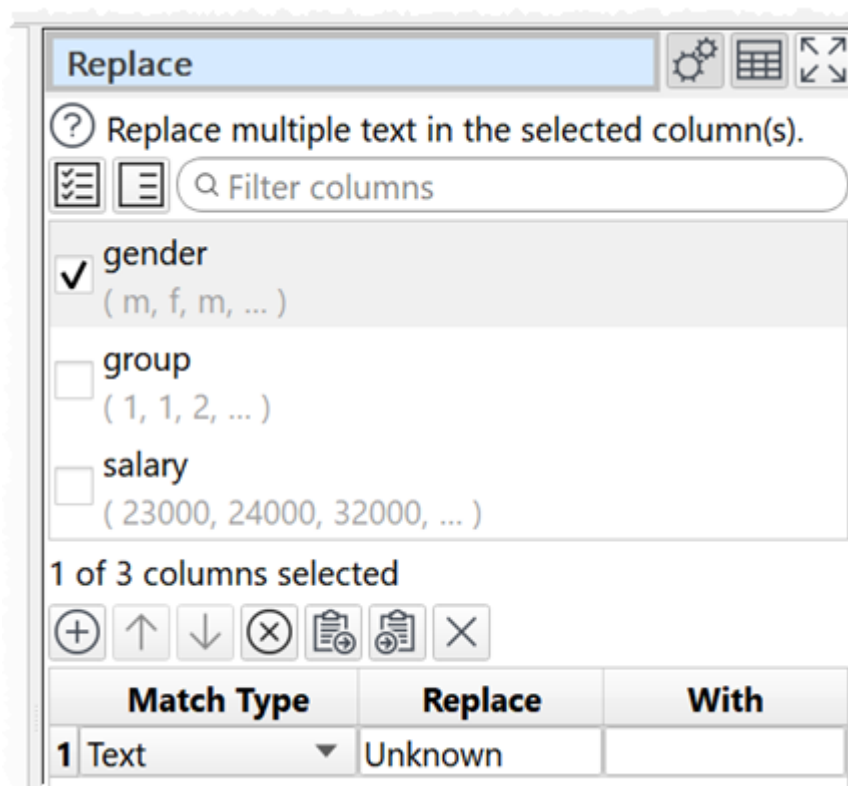 Replace
? Replace multiple text in the selected column(s).
Filter columns
gender
( m, f, m, ... )
group
( 1, 1, 2, ... )
salary
( 23000, 24000, 32000, ... )
1 of 3 columns selected
Match Type Replace With
1 Text Unknown